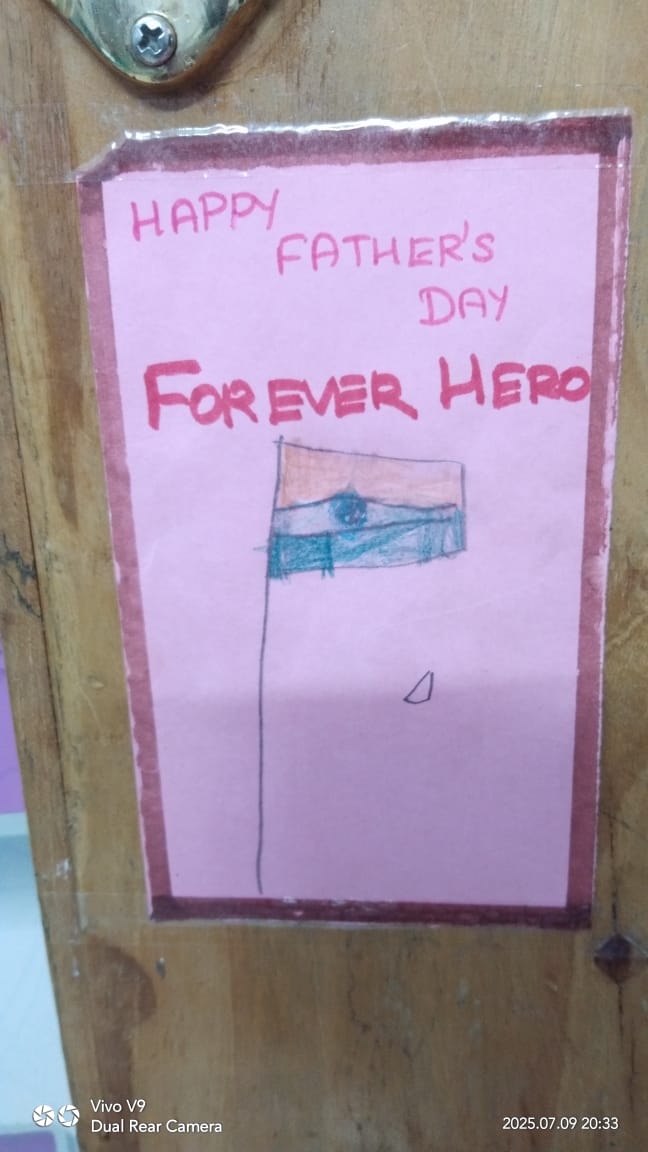 HAPPY
FATHER'S
DAY
FOREVER HERO
Vivo V9
Dual Rear Camera
2025.07.09 20:33